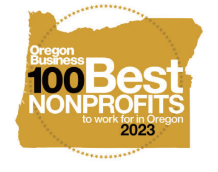 Oregon
Business
100 Best
NONPROFITS
to work for in Oregon
2023